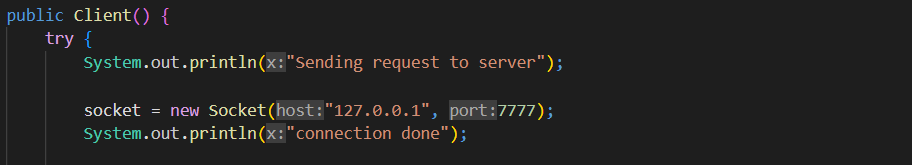 public Client() {
try {
System.out.println(x:"Sending request to server");
socket = new Socket(host:"127.0.0.1", port:7777);
System.out.println(x:"connection done");